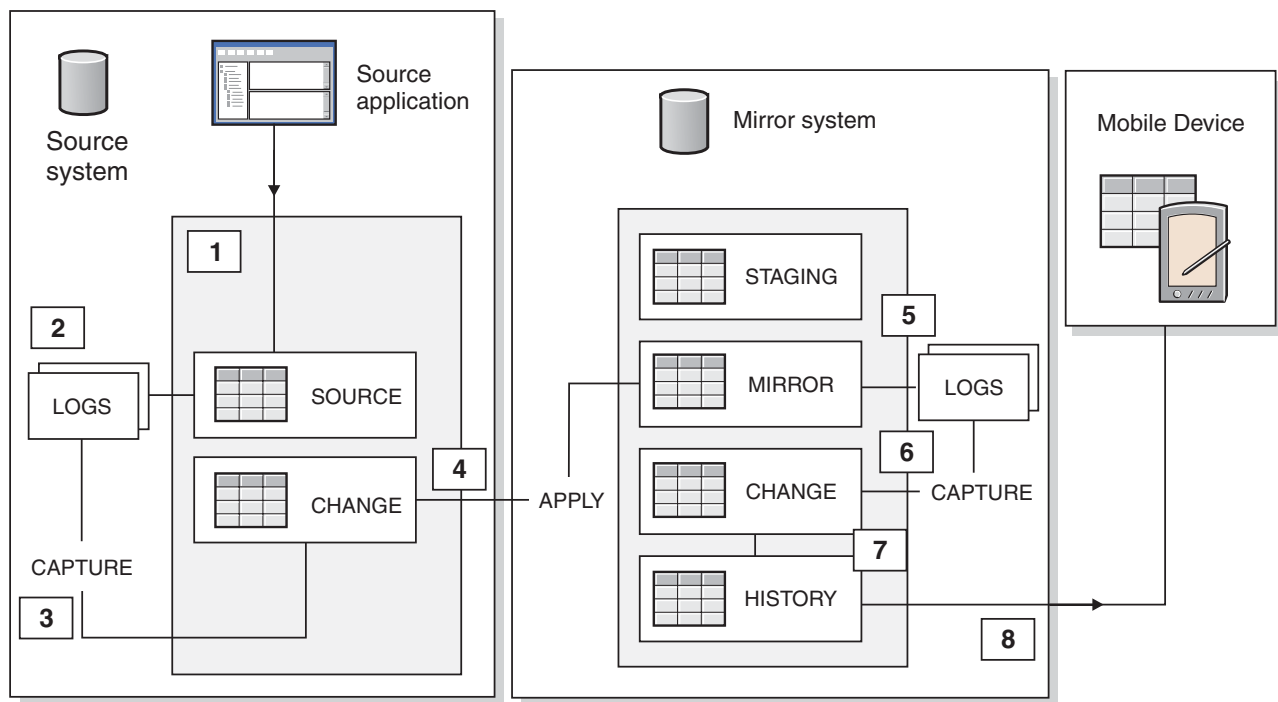 Source
system
Source
application
1
2
LOGS
SOURCE
CHANGE
4
CAPTURE
3
Mirror system
STAGING
5
MIRROR
LOGS
6
APPLY
CHANGE
CAPTURE
7
HISTORY
8
Mobile Device